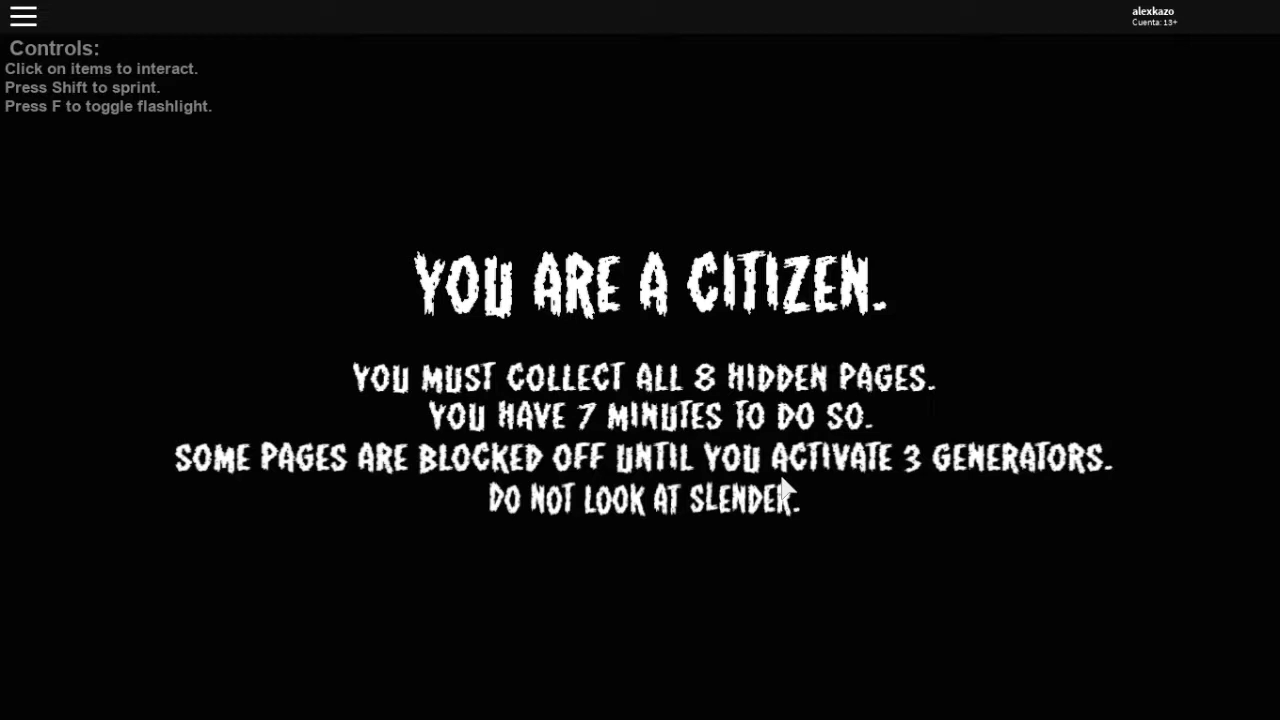 alexkazo
Cuenta: 13+
Controls:
Click on items to interact.
Press Shift to sprint.
Press F to toggle flashlight.
YOU ARE A CITIZEN.
YOU MUST COLLECT ALL 8 HIDDEN PAGES.
YOU HAVE 7 MINUTES TO DO SO.
SOME PAGES ARE BLOCKED OFF UNTIL YOU ACTIVATE 3 GENERATORS.
DO NOT LOOK AT SLENDER.